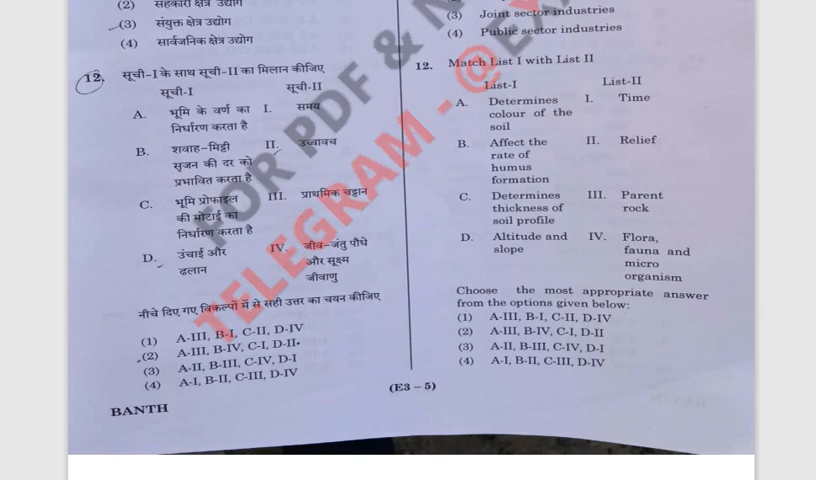 (2) सहकारी क्षेत्र उद्योग
(3) संयुक्त क्षेत्र उद्योग
(4) सार्वजनिक क्षेत्र उद्योग
12. सूची-I के साथ सूची-II का मिलान कीजिए
सूची-I सूची-II
A. भूमि के वर्ण का I. समय
निर्धारण करता है
B. शवाह-मिट्टी II. उच्चावच
सृजन की दर को
प्रभावित करता है
C. भूमि प्रोफाइल III. प्राथमिक चट्टान
की मोटाई का
निर्धारण करता है
D. उंचाई और IV. जीव-जंतु पौधे
ढलान और सूक्ष्म
जीवाणु
नीचे दिए गए विकल्पों में से सही उत्तर का चयन कीजिए
(1) A-III, B-I, C-II, D-IV
(2) A-III, B-IV, C-I, D-II
(3) A-II, B-III, C-IV, D-I
(4) A-I, B-II, C-III, D-IV
BANTH
(3) Joint sector industries
(4) Public sector industries
12. Match List I with List II
List-I List-II
A. Determines I. Time
colour of the
soil
B. Affect the II. Relief
rate of
humus
formation
C. Determines III. Parent
thickness of rock
soil profile
D. Altitude and IV. Flora,
slope fauna and
micro
organism
Choose the most appropriate answer
from the options given below:
(1) A-III, B-I, C-II, D-IV
(2) A-III, B-IV, C-I, D-II
(3) A-II, B-III, C-IV, D-I
(4) A-I, B-II, C-III, D-IV
(E3 – 5)
FOR PDF & N
TELEGRAM - @EX